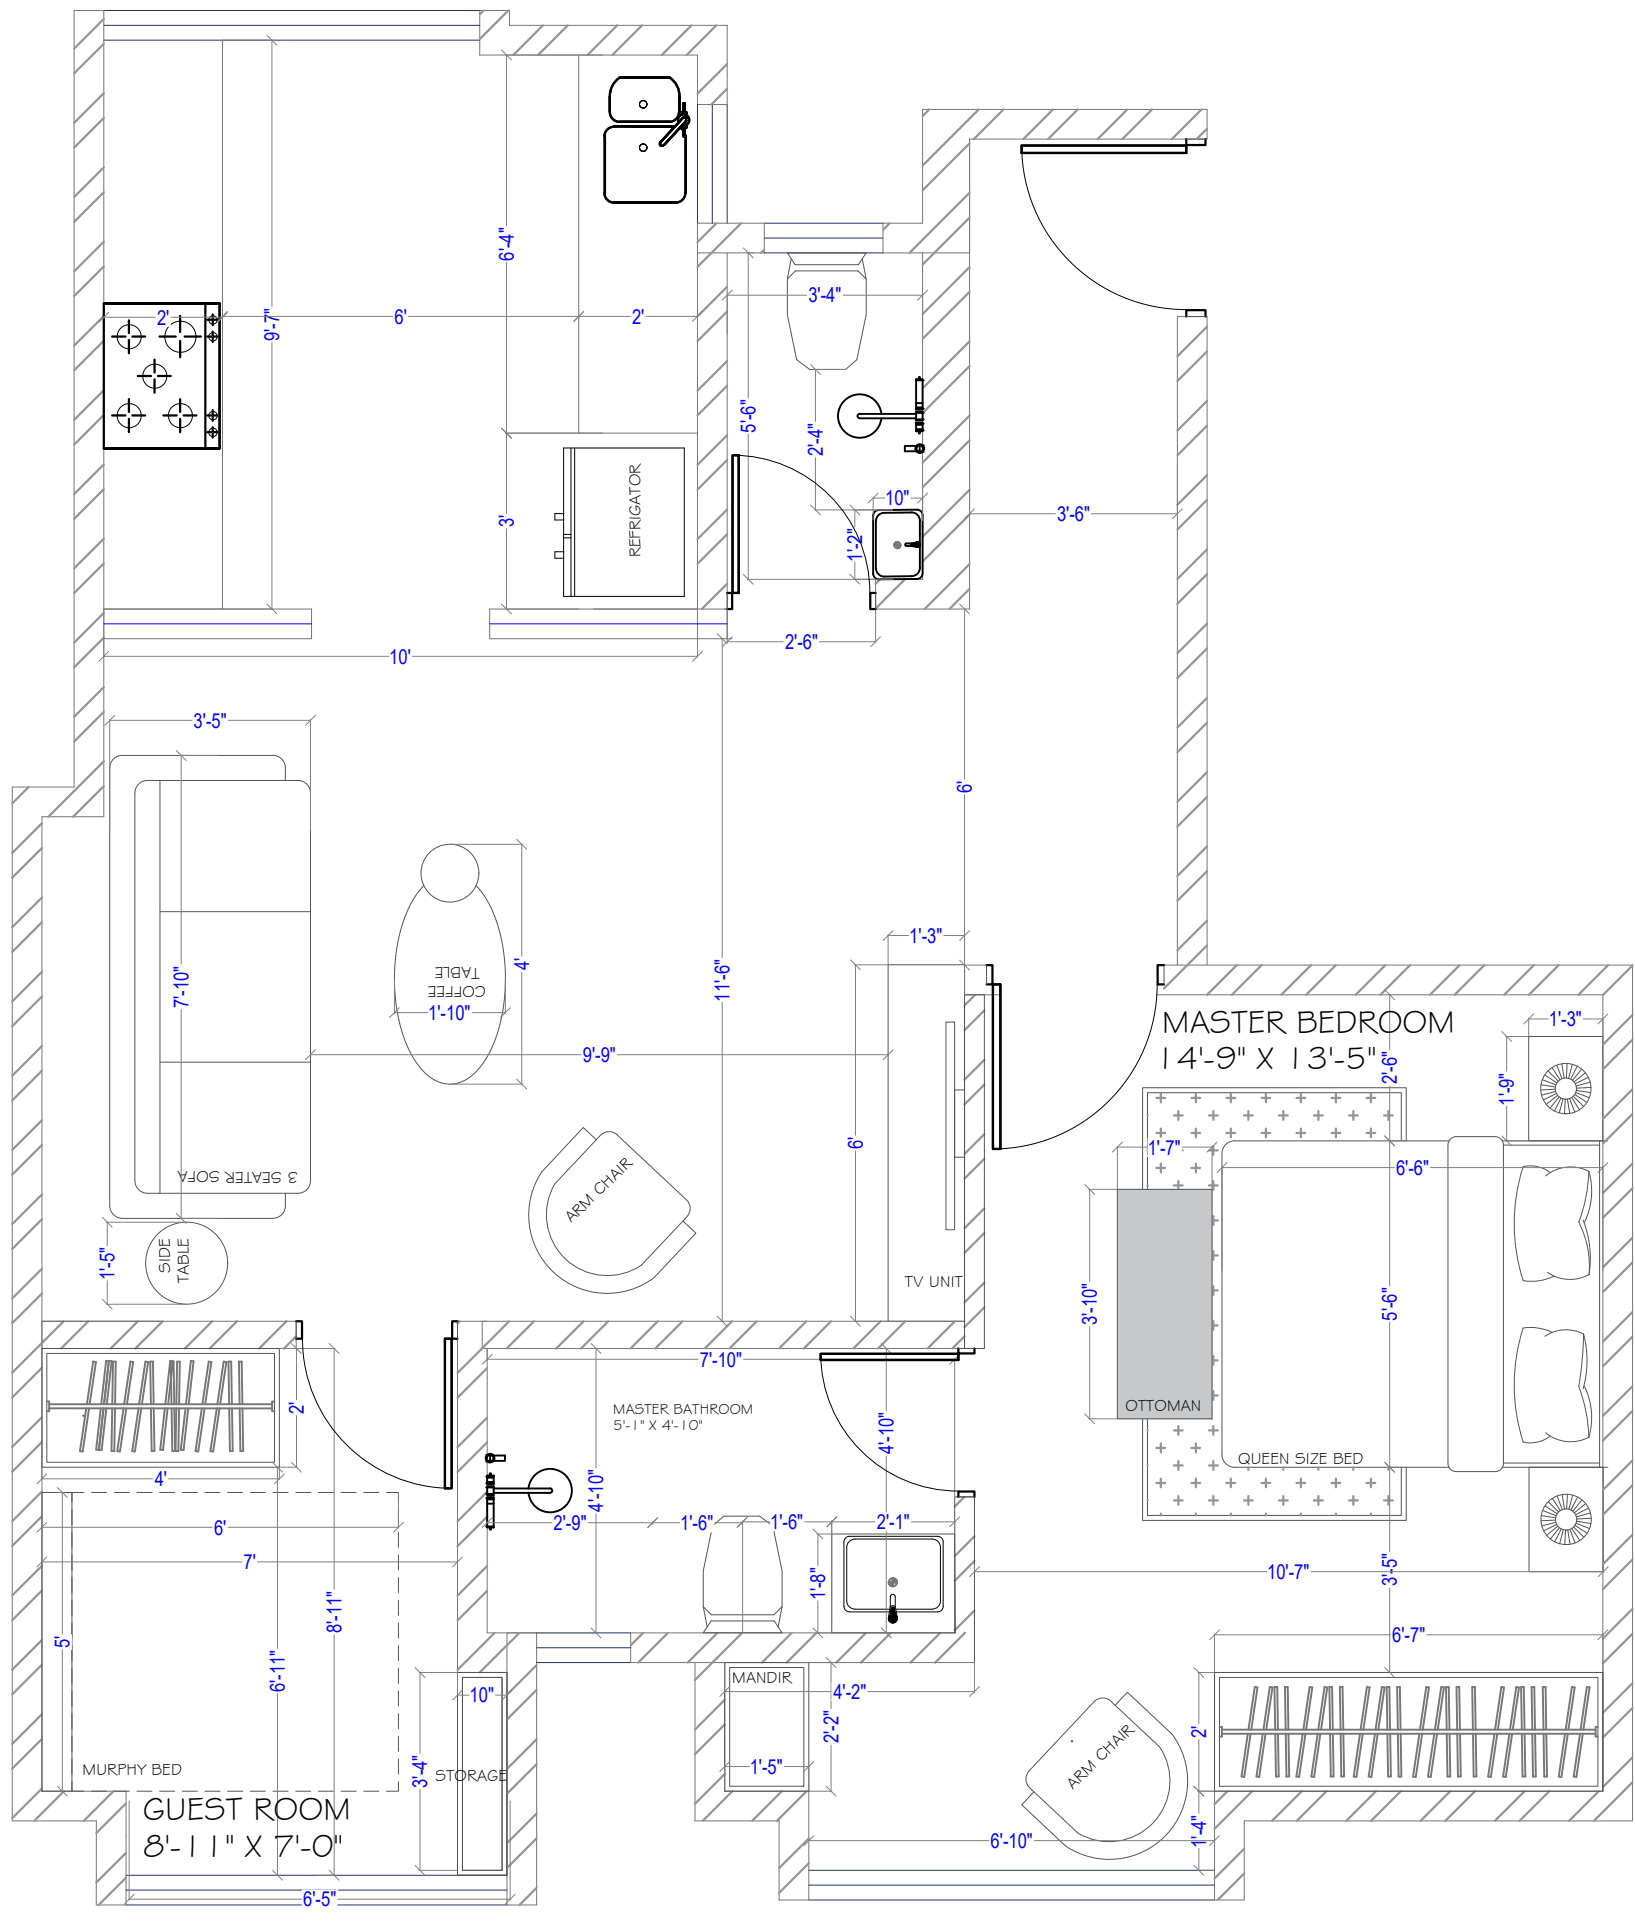 6'-4"
2'
9'-7"
6'
2'
3'-4"
5'-6"
2'-4"
REFRIGATOR
10"
3'
1'-2"
3'-6"
2'-6"
10'
3'-5"
6'
1'-3"
7'-10"
COFFEE
TABLE
4'
1'-10"
11'-6"
MASTER BEDROOM
14'-9" X 13'-5"
1'-3"
9'-9"
2'-6"
1'-9"
6'
1'-7"
6'-6"
3 SEATER SOFA
ARM CHAIR
SIDE
TABLE
1'-5"
TV UNIT
3'-10"
5'-6"
7'-10"
2'
MASTER BATHROOM
5'-1" X 4'-10"
4'-10"
OTTOMAN
QUEEN SIZE BED
4'
4'-10"
6'
2'-9"
1'-6"
1'-6"
2'-1"
7'
1'-8"
10'-7"
3'-5"
8'-11"
5'
6'-11"
6'-7"
MANDIR
4'-2"
10"
2'-2"
2'
1'-5"
3'-4"
STORAGE
ARM CHAIR
MURPHY BED
GUEST ROOM
8'-11" X 7'-0"
6'-10"
1'-4"
6'-5"